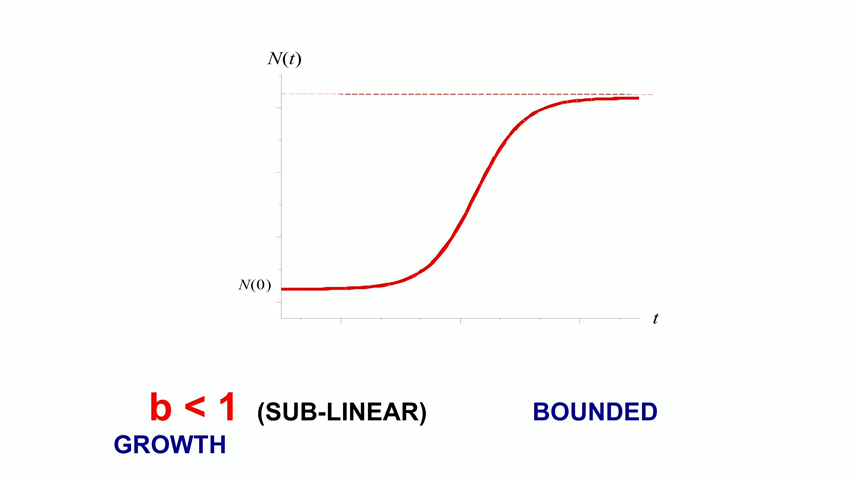 N(t)
N(0)
t
b < 1 (SUB-LINEAR) BOUNDED
GROWTH